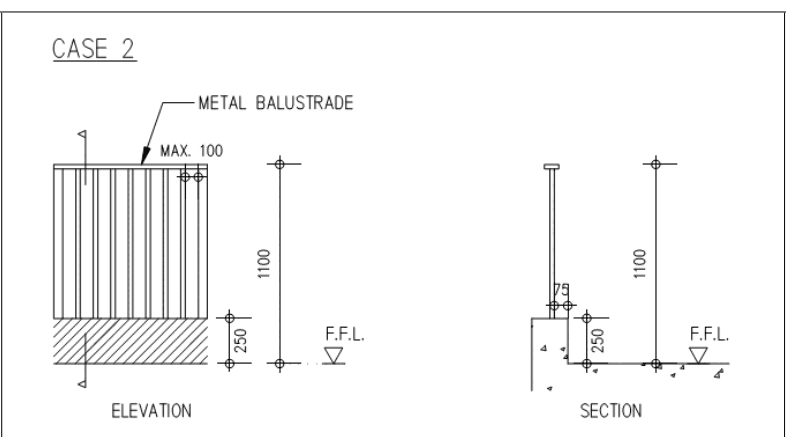 CASE 2
METAL BALUSTRADE
MAX. 100
1100
250
F.F.L.
ELEVATION
75
1100
250
F.F.L.
SECTION